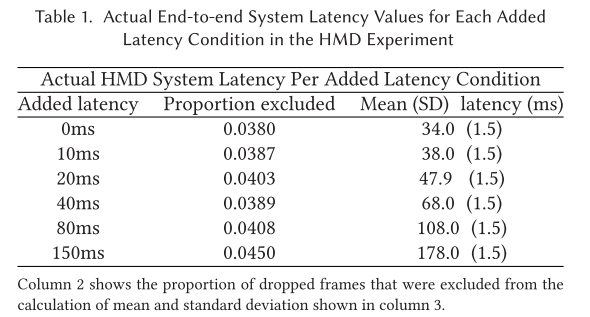 Table 1. Actual End-to-end System Latency Values for Each Added
Latency Condition in the HMD Experiment
Actual HMD System Latency Per Added Latency Condition
Added latency Proportion excluded Mean (SD) latency (ms)
0ms 0.0380 34.0 (1.5)
10ms 0.0387 38.0 (1.5)
20ms 0.0403 47.9 (1.5)
40ms 0.0389 68.0 (1.5)
80ms 0.0408 108.0 (1.5)
150ms 0.0450 178.0 (1.5)
Column 2 shows the proportion of dropped frames that were excluded from the
calculation of mean and standard deviation shown in column 3.